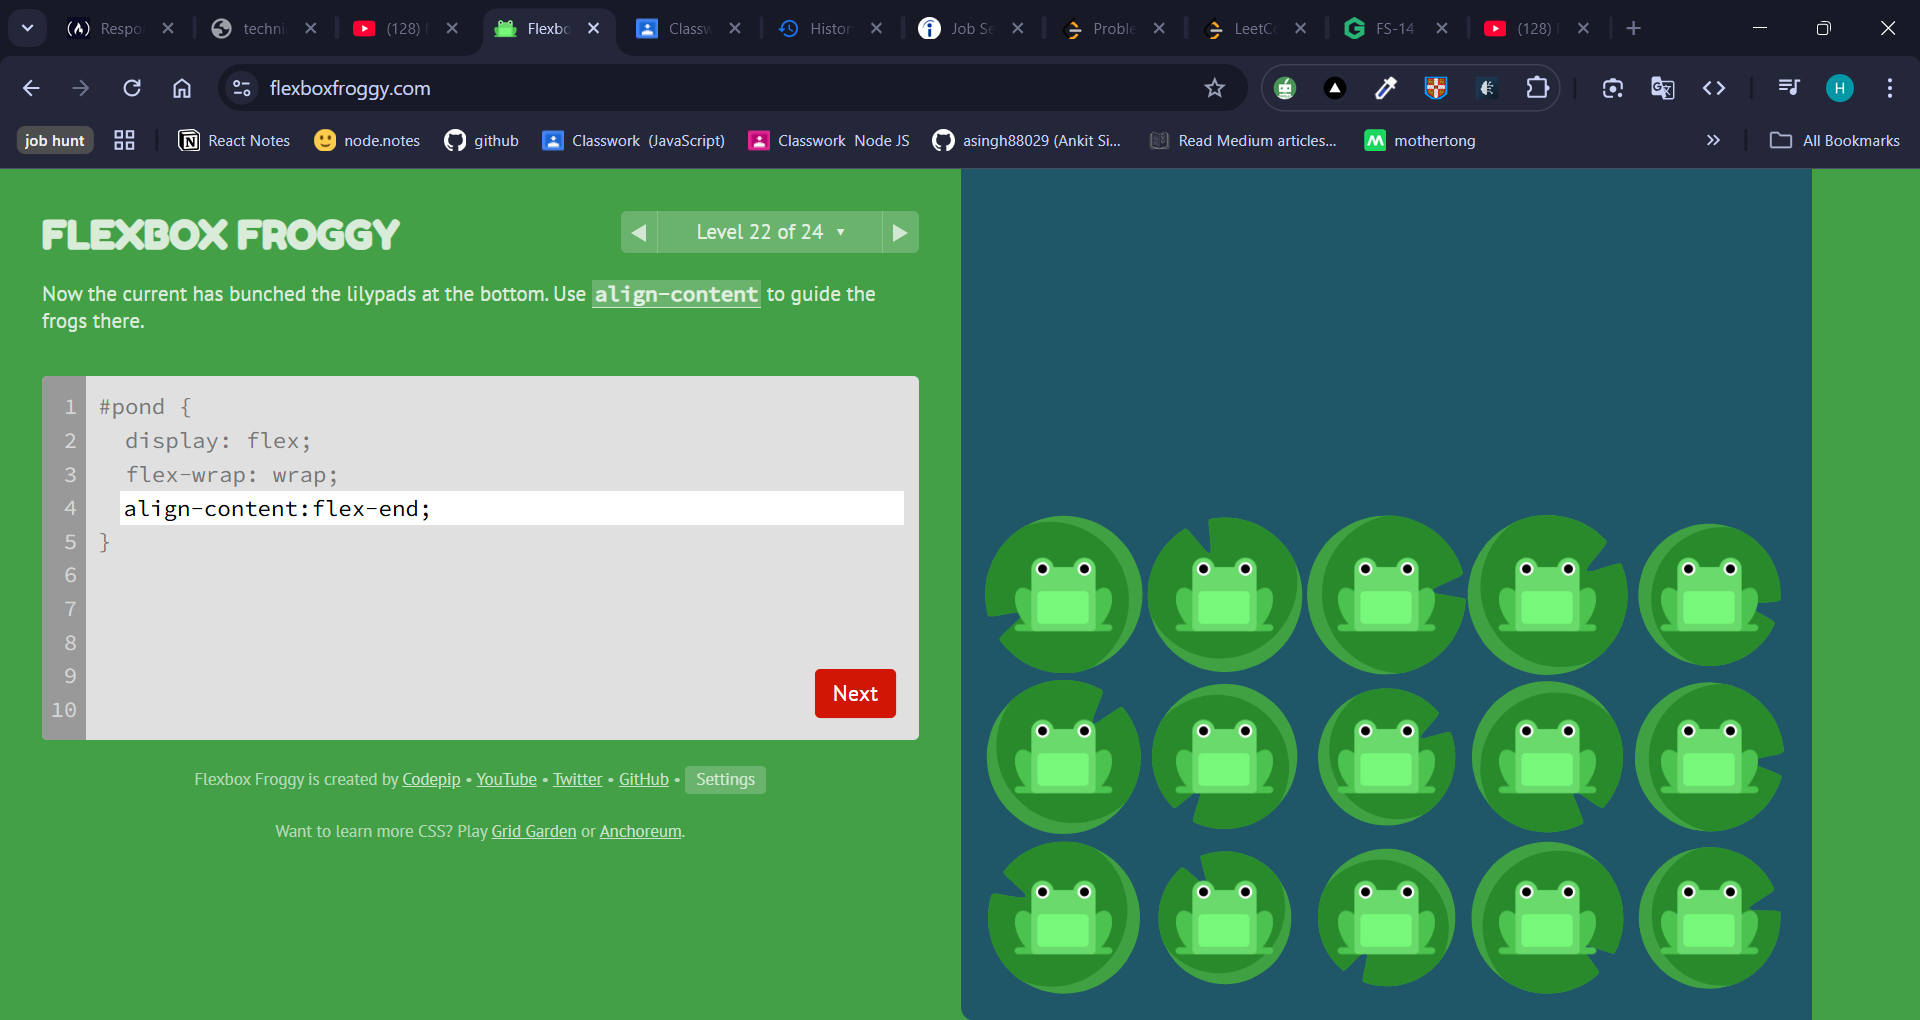 Respo
techni
(128)
Flexbo
Classw
Histor
Job Se
Proble
LeetC
FS-14
(128)
flexboxfroggy.com
H
job hunt
React Notes
node.notes
github
Classwork (JavaScript)
Classwork Node JS
asingh88029 (Ankit Si...
Read Medium articles...
mothertong
All Bookmarks
FLEXBOX FROGGY
Level 22 of 24
Now the current has bunched the lilypads at the bottom. Use align-content to guide the
frogs there.
1 #pond {
2 display: flex;
3 flex-wrap: wrap;
4 align-content:flex-end;
5 }
6
7
8
9
10
Next
Flexbox Froggy is created by Codepip • YouTube • Twitter • GitHub • Settings
Want to learn more CSS? Play Grid Garden or Anchoreum.